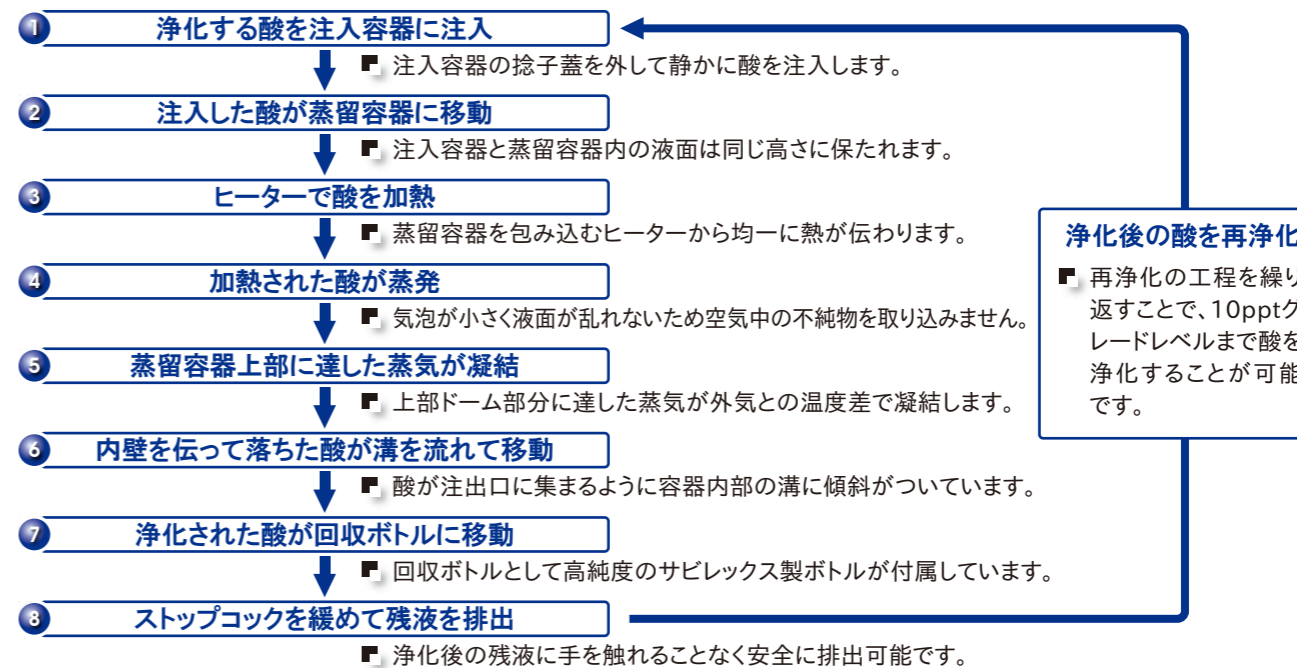 1 浄化する酸を注入容器に注入
注入容器の捻子蓋を外して静かに酸を注入します。
2 注入した酸が蒸留容器に移動
注入容器と蒸留容器内の液面は同じ高さに保たれます。
3 ヒーターで酸を加熱
蒸留容器を包み込むヒーターから均一に熱が伝わります。
4 加熱された酸が蒸発
気泡が小さく液面が乱れないため空気中の不純物を取り込みません。
5 蒸留容器上部に達した蒸気が凝結
上部ドーム部分に達した蒸気が外気との温度差で凝結します。
6 内壁を伝って落ちた酸が溝を流れて移動
酸が注出口に集まるように容器内部の溝に傾斜がついています。
7 浄化された酸が回収ボトルに移動
回収ボトルとして高純度のサビレックス製ボトルが付属しています。
8 ストップコックを緩めて残液を排出
浄化後の残液に手を触れることなく安全に排出可能です。
浄化後の酸を再浄化
再浄化の工程を繰り
返すことで、10pptグ
レードレベルまで酸を
浄化することが可能
です。